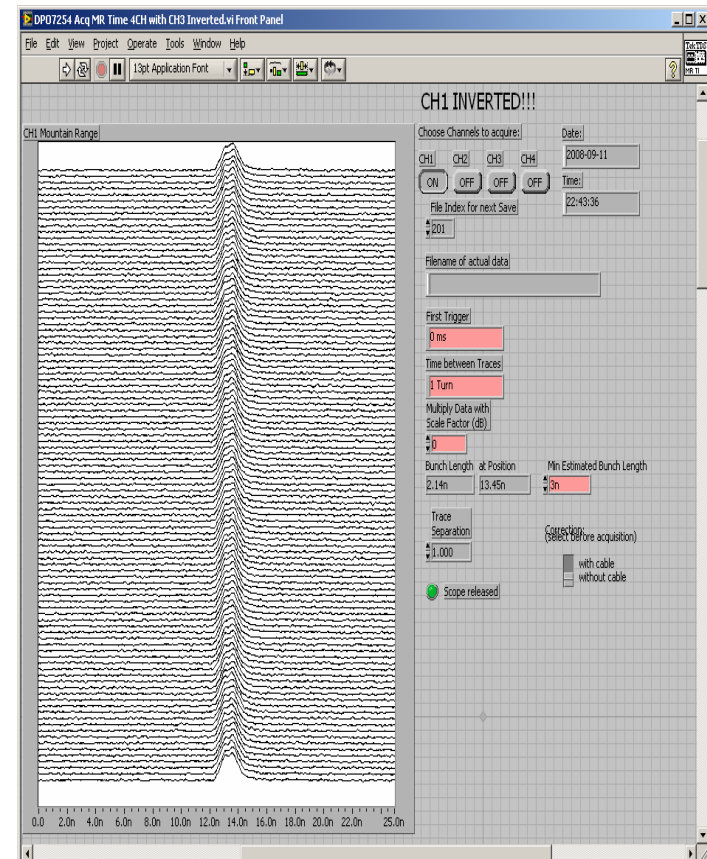 DPO7254 Acq MR Time 4CH with CH3 Inverted.vi Front Panel
File Edit View Project Operate Tools Window Help
13pt Application Font
Tek TDS
MR TI
CH1 INVERTED!!!
CH1 Mountain Range
Choose Channels to acquire:
Date:
2008-09-11
CH1 CH2 CH3 CH4
ON OFF OFF OFF
Time:
22:43:36
File Index for next Save
201
Filename of actual data
First Trigger
0 ms
Time between Traces
1 Turn
Multiply Data with
Scale Factor (dB)
0
Bunch Length at Position Min Estimated Bunch Length
2.14n 13.45n 3n
Trace
Separation
1.000
Correction:
(select before acquisition)
with cable
without cable
Scope released
0.0 2.0n 4.0n 6.0n 8.0n 10.0n 12.0n 14.0n 16.0n 18.0n 20.0n 22.0n 25.0n